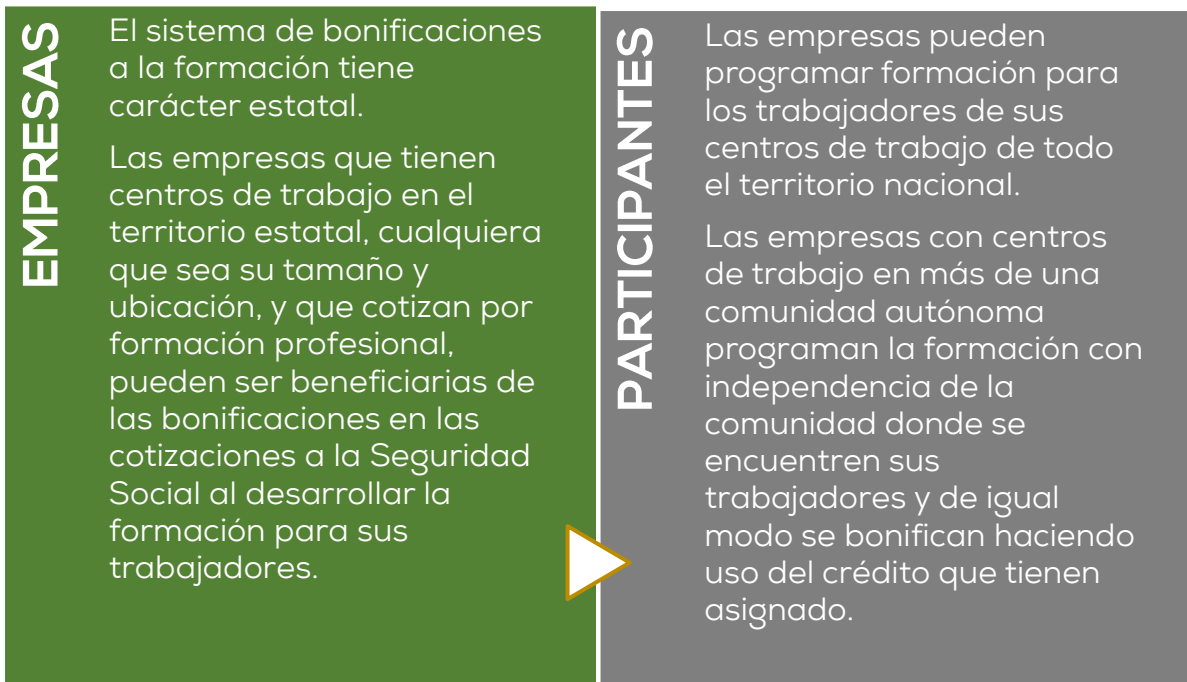 EMPRESAS
El sistema de bonificaciones
a la formación tiene
carácter estatal.
Las empresas que tienen
centros de trabajo en el
territorio estatal, cualquiera
que sea su tamaño y
ubicación, y que cotizan por
formación profesional,
pueden ser beneficiarias de
las bonificaciones en las
cotizaciones a la Seguridad
Social al desarrollar la
formación para sus
trabajadores.
PARTICIPANTES
Las empresas pueden
programar formación para
los trabajadores de sus
centros de trabajo de todo
el territorio nacional.
Las empresas con centros
de trabajo en más de una
comunidad autónoma
programan la formación con
independencia de la
comunidad donde se
encuentren sus
trabajadores y de igual
modo se bonifican haciendo
uso del crédito que tienen
asignado.